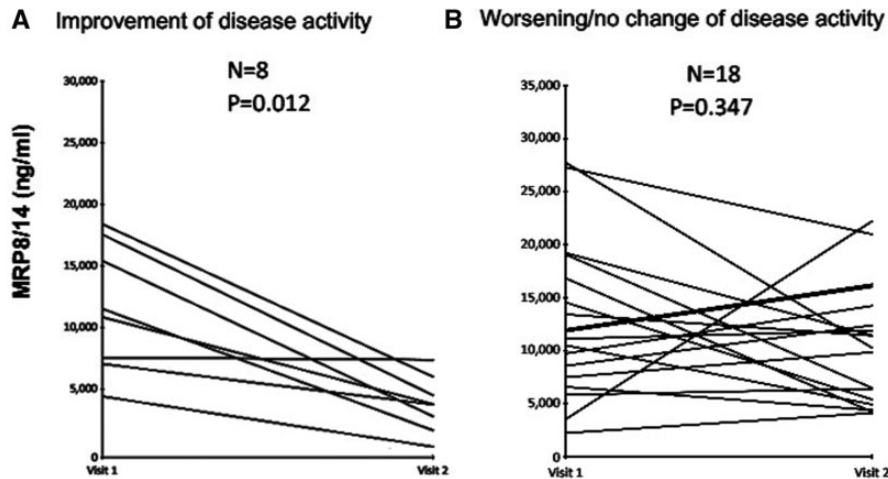 A Improvement of disease activity
N=8
P=0.012
MRP8/14 (ng/ml)
30,000
25,000
20,000
15,000
10,000
5,000
0
Visit 1 Visit 2
B Worsening/no change of disease activity
N=18
P=0.347
35,000
30,000
25,000
20,000
15,000
10,000
5,000
0
Visit 1 Visit 2